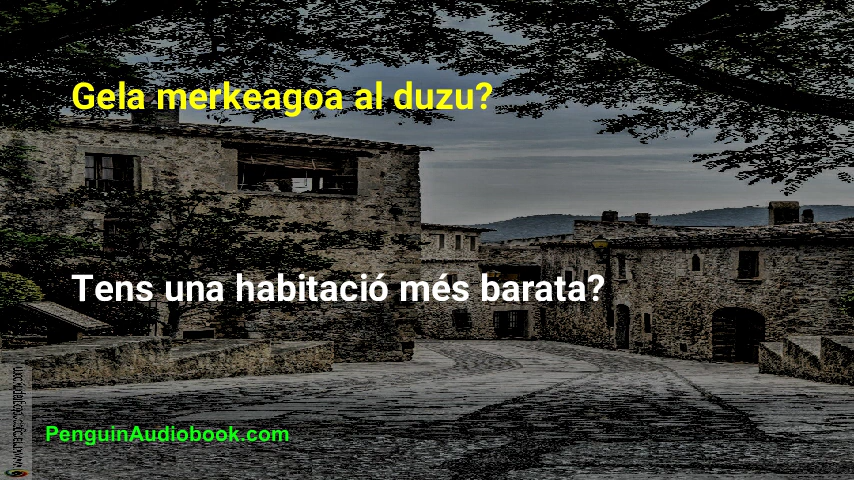 Gela merkeagoa al duzu?
Tens una habitació més barata?
PenguinAudiobook.com